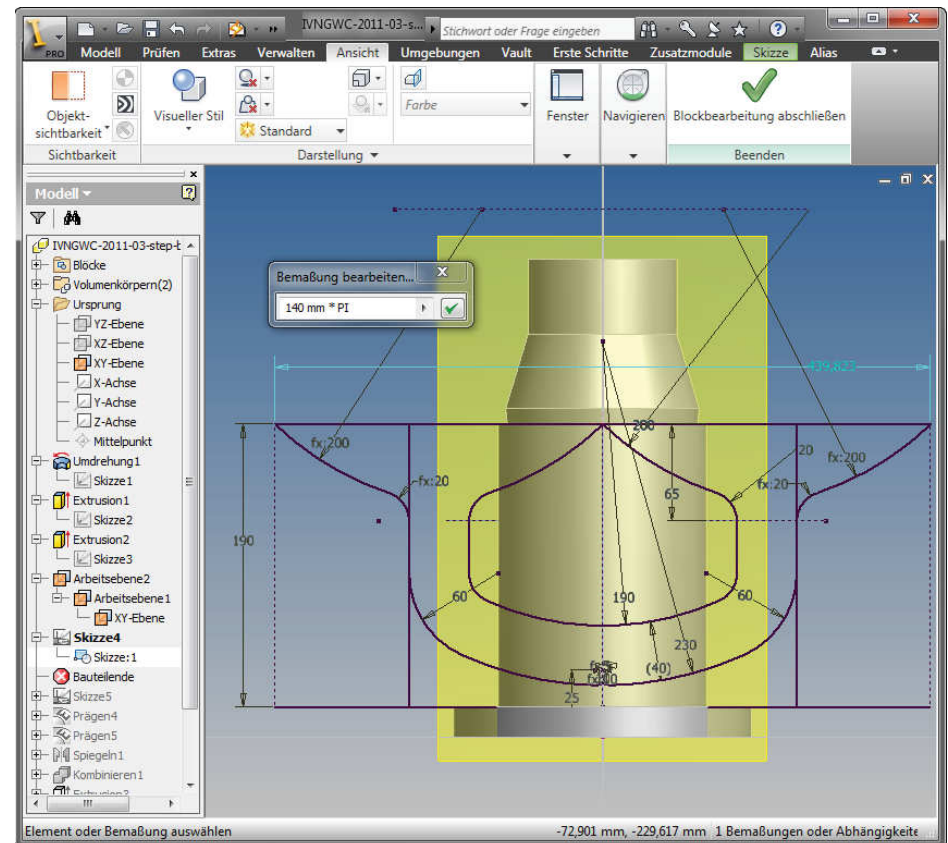 IVNGWC-2011-03-s...
Stichwort oder Frage eingeben
PRO
Modell Prüfen Extras Verwalten Ansicht Umgebungen Vault Erste Schritte Zusatzmodule Skizze Alias
Objekt-
sichtbarkeit
Visueller Stil
Standard
Farbe
Fenster
Navigieren
Blockbearbeitung abschließen
Sichtbarkeit
Darstellung
Beenden
Modell
IVNGWC-2011-03-step-t
Blöcke
Volumenkörpern(2)
Ursprung
YZ-Ebene
XZ-Ebene
XY-Ebene
X-Achse
Y-Achse
Z-Achse
Mittelpunkt
Umdrehung1
Skizze1
Extrusion1
Skizze2
Extrusion2
Skizze3
Arbeitsebene2
Arbeitsebene1
XY-Ebene
Skizze4
Skizze:1
Bauteilende
Skizze5
Prägen4
Prägen5
Spiegeln1
Kombinieren1
Bemaßung bearbeiten...
140 mm * PI
439,823
fx:200
200
20
fx:200
fx:20
fx:20
65
190
60
190
60
230
(40)
25
Element oder Bemaßung auswählen
-72,901 mm, -229,617 mm
1 Bemaßungen oder Abhängigkeite